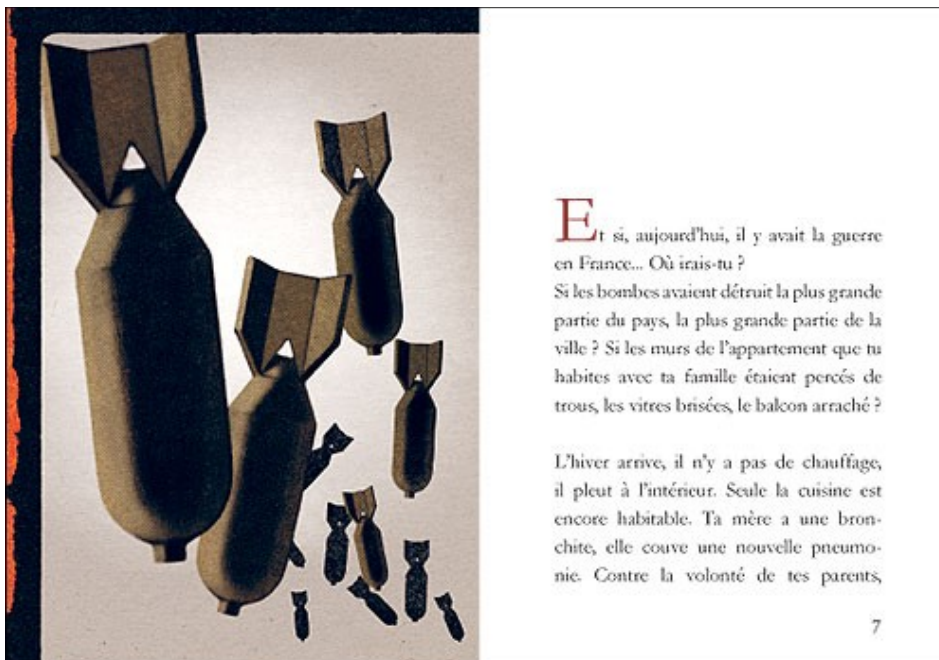 Et si, aujourd'hui, il y avait la guerre
en France... Où irais-tu ?
Si les bombes avaient détruit la plus grande
partie du pays, la plus grande partie de la
ville ? Si les murs de l'appartement que tu
habites avec ta famille étaient percés de
trous, les vitres brisées, le balcon arraché ?
L'hiver arrive, il n'y a pas de chauffage,
il pleut à l'intérieur. Seule la cuisine est
encore habitable. Ta mère a une bron-
chite, elle couve une nouvelle pneumo-
nie. Contre la volonté de tes parents,
7